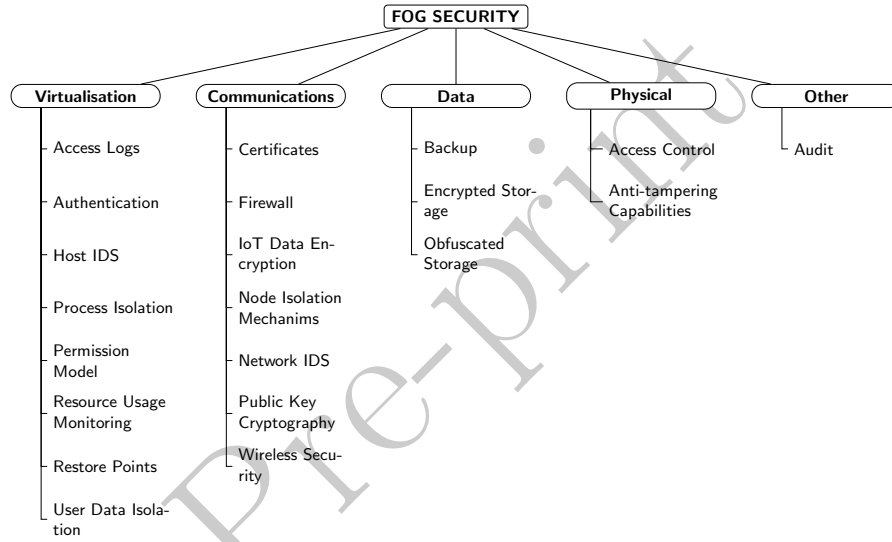 FOG SECURITY
Virtualisation
Access Logs
Authentication
Host IDS
Process Isolation
Permission
Model
Resource Usage
Monitoring
Restore Points
User Data Isola-
tion
Communications
Certificates
Firewall
IoT Data En-
cryption
Node Isolation
Mechanims
Network IDS
Public Key
Cryptography
Wireless Secu-
rity
Data
Backup
Encrypted Stor-
age
Obfuscated
Storage
Physical
Access Control
Anti-tampering
Capabilities
Other
Audit
Pre-print